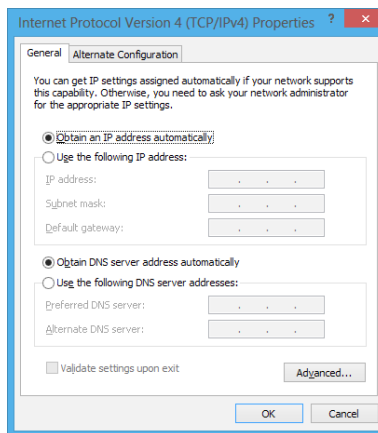 Internet Protocol Version 4 (TCP/IPv4) Properties ? ×
General Alternate Configuration
You can get IP settings assigned automatically if your network supports
this capability. Otherwise, you need to ask your network administrator
for the appropriate IP settings.
Obtain an IP address automatically
Use the following IP address:
IP address:
Subnet mask:
Default gateway:
Obtain DNS server address automatically
Use the following DNS server addresses:
Preferred DNS server:
Alternate DNS server:
Validate settings upon exit
Advanced...
OK Cancel